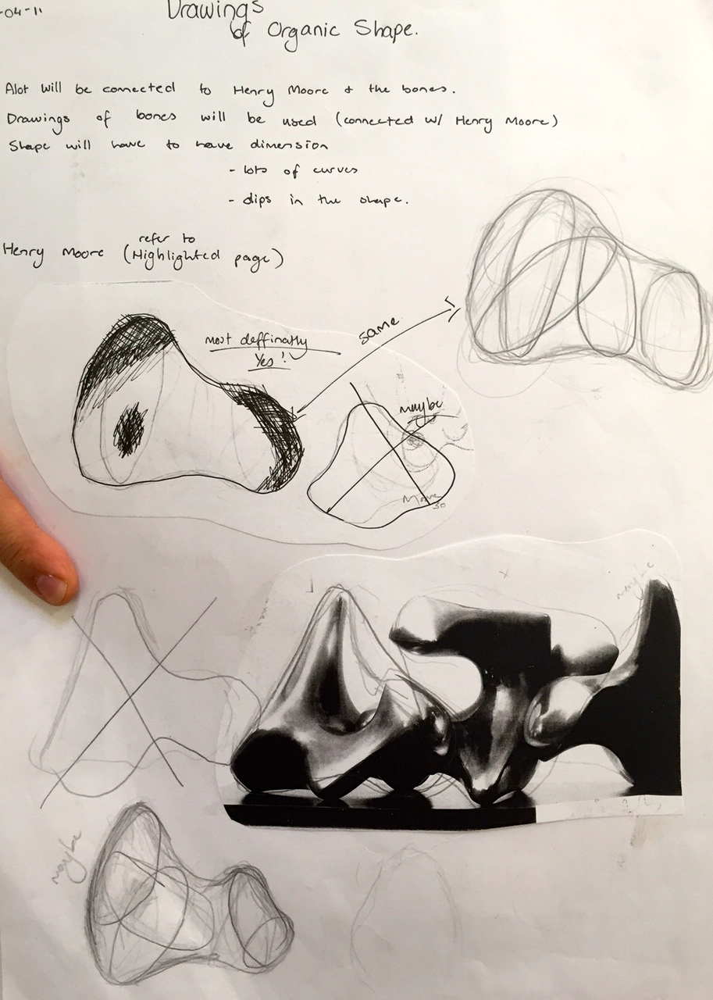 -04-11
Drawings
of Organic Shape.
Alot will be connected to Henry Moore & the bones.
Drawings of bones will be used (connected w/ Henry Moore)
Shape will have to have dimension
- lots of curves
- dips in the shape.
refer to
Henry Moore (Highlighted page)
most deffinatly
Yes!
same
maybe
maybe
maybe